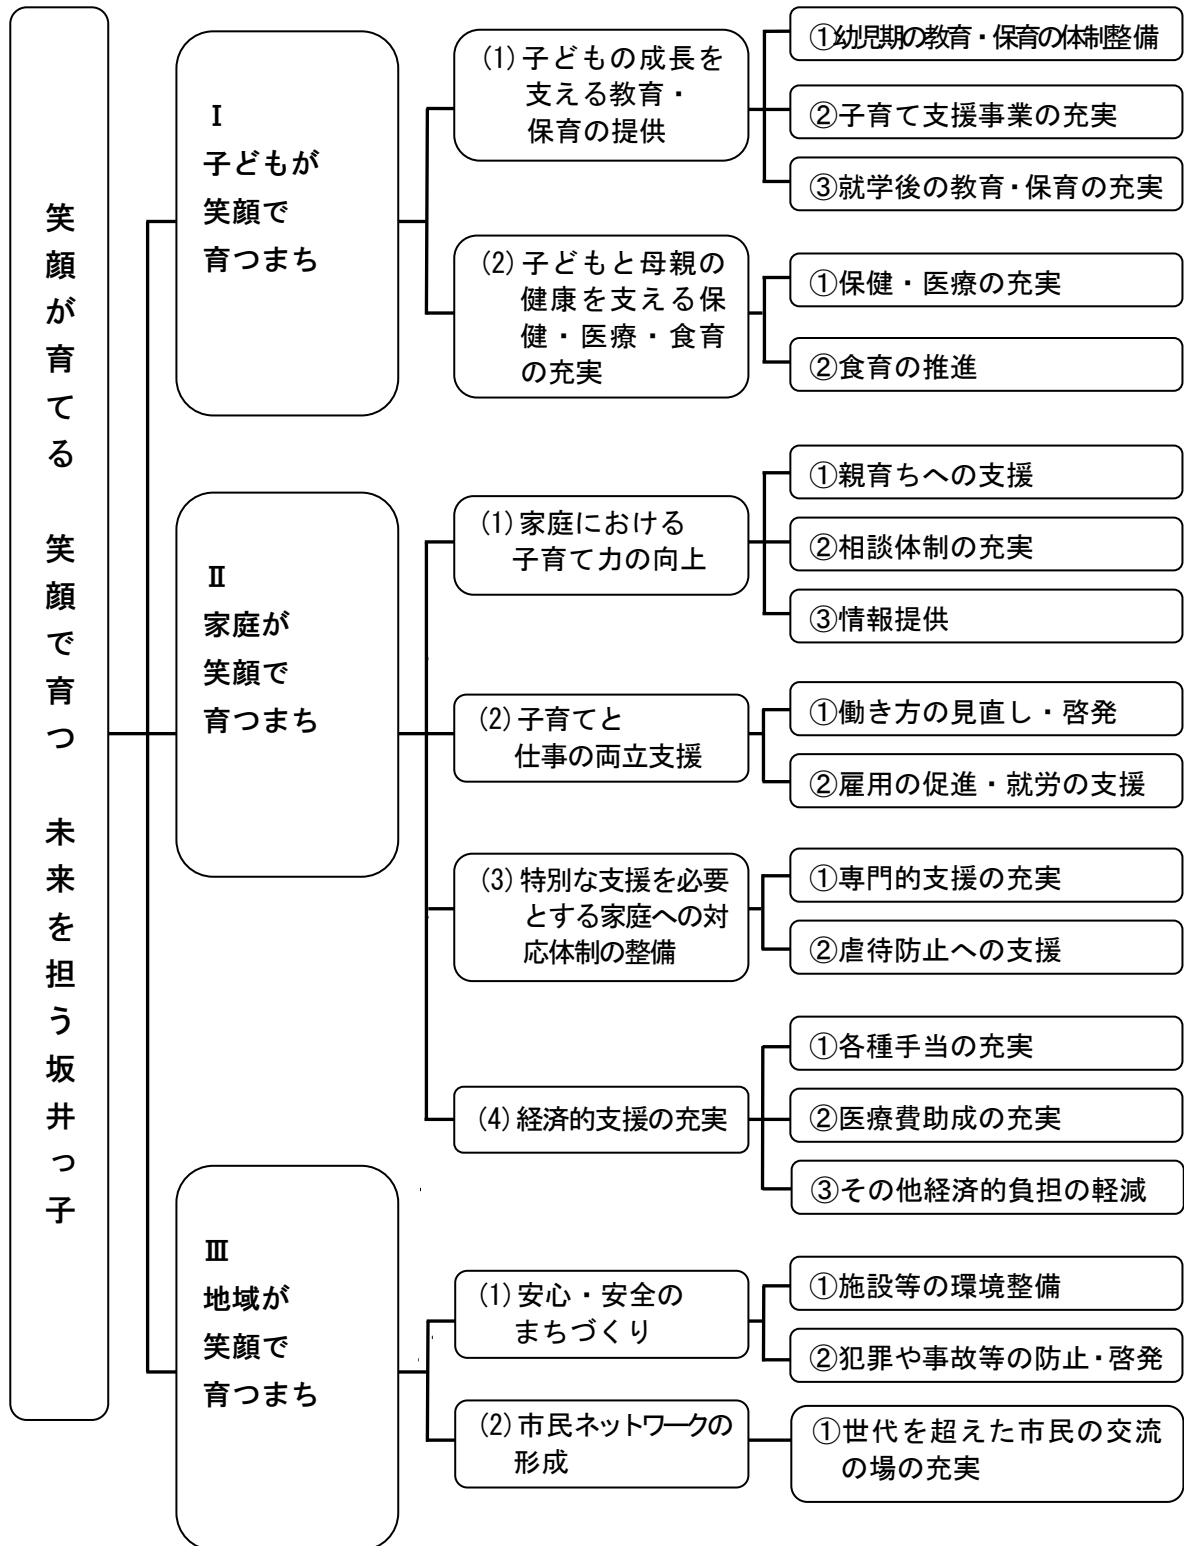 笑顔が育てる 笑顔で育つ 未来を担う坂井っ子
Ⅰ
子どもが
笑顔で
育つまち
(1)子どもの成長を
支える教育・
保育の提供
①幼児期の教育・保育の体制整備
②子育て支援事業の充実
③就学後の教育・保育の充実
(2)子どもと母親の
健康を支える保
健・医療・食育
の充実
①保健・医療の充実
②食育の推進
Ⅱ
家庭が
笑顔で
育つまち
(1)家庭における
子育て力の向上
①親育ちへの支援
②相談体制の充実
③情報提供
(2)子育てと
仕事の両立支援
①働き方の見直し・啓発
②雇用の促進・就労の支援
(3)特別な支援を必要
とする家庭への対
応体制の整備
①専門的支援の充実
②虐待防止への支援
(4)経済的支援の充実
①各種手当の充実
②医療費助成の充実
③その他経済的負担の軽減
Ⅲ
地域が
笑顔で
育つまち
(1)安心・安全の
まちづくり
①施設等の環境整備
②犯罪や事故等の防止・啓発
(2)市民ネットワークの
形成
①世代を超えた市民の交流
の場の充実